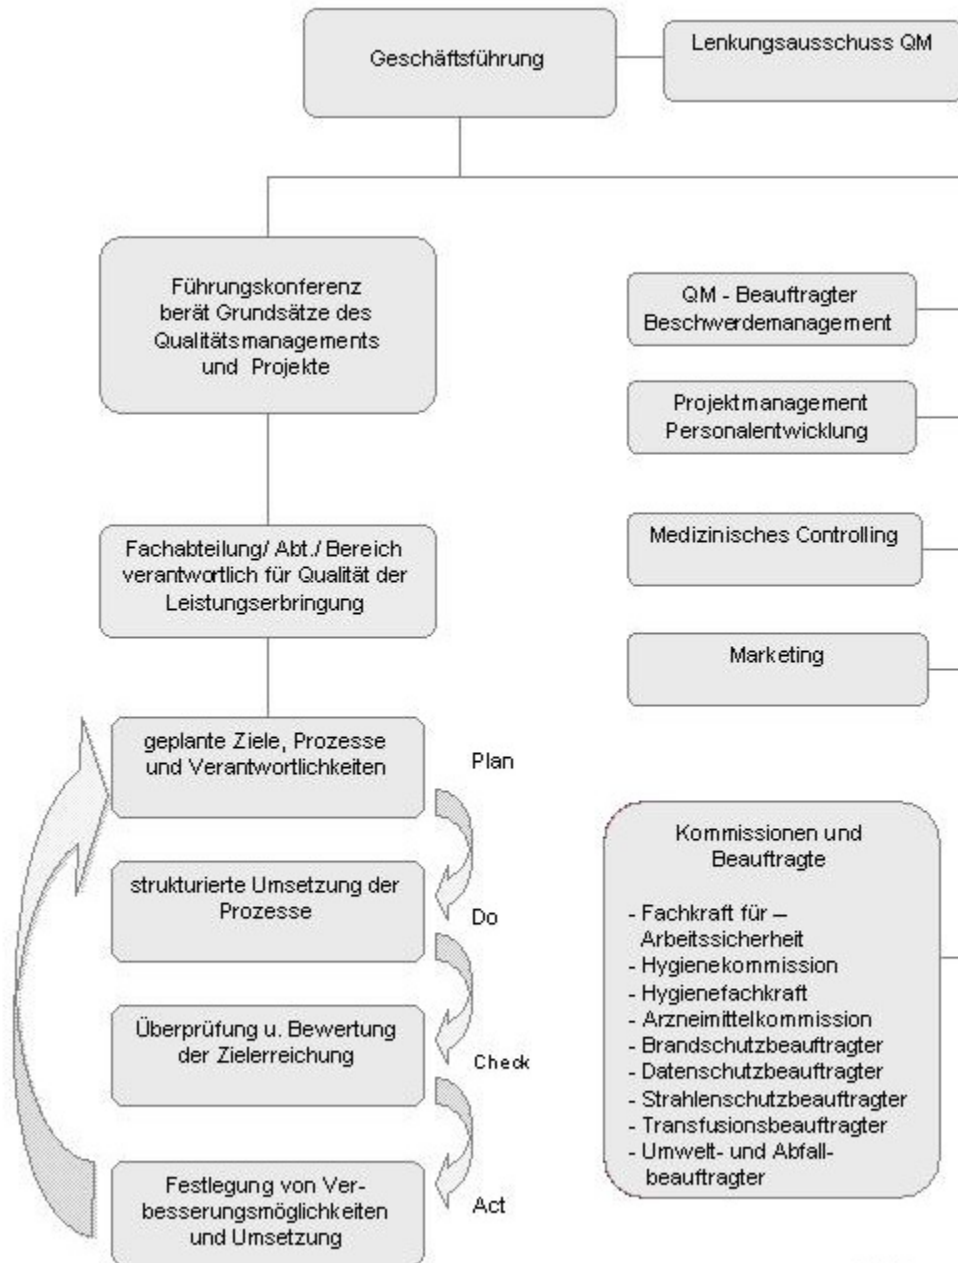 Geschäftsführung
Lenkungsausschuss QM
Führungskonferenz
berät Grundsätze des
Qualitätsmanagements
und Projekte
QM - Beauftragter
Beschwerdemanagement
Projektmanagement
Personalentwicklung
Fachabteilung/ Abt./ Bereich
verantwortlich für Qualität der
Leistungserbringung
Medizinisches Controlling
Marketing
geplante Ziele, Prozesse
und Verantwortlichkeiten
Plan
strukturierte Umsetzung der
Prozesse
Do
Überprüfung u. Bewertung
der Zielerreichung
Check
Festlegung von Ver-
besserungsmöglichkeiten
und Umsetzung
Act
Kommissionen und
Beauftragte
- Fachkraft für –
Arbeitssicherheit
- Hygienekommission
- Hygienefachkraft
- Arzneimittelkommission
- Brandschutzbeauftragter
- Datenschutzbeauftragter
- Strahlenschutzbeauftragter
- Transfusionsbeauftragter
- Umwelt- und Abfall-
beauftragter